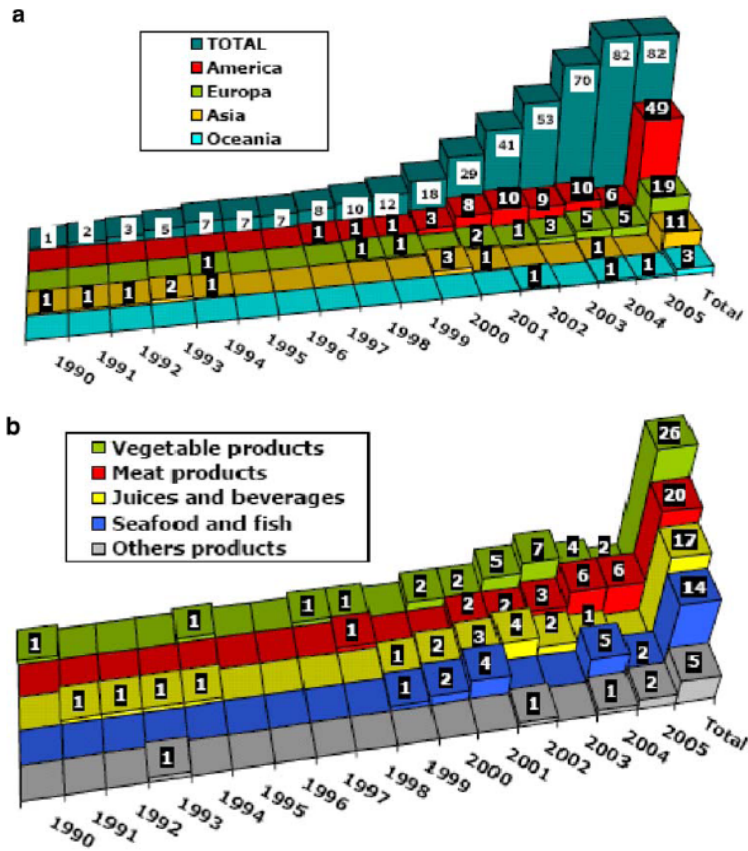 a
TOTAL
America
Europa
Asia
Oceania
1 2 3 5 7 7 7 8 10 12 18 29 41 53 70 82 82
1 1 1 3 8 10 9 10 6 49
1 1 1 2 1 3 5 5 19
1 1 1 2 1 3 1 1 11
1 1 1 3
1990 1991 1992 1993 1994 1995 1996 1997 1998 1999 2000 2001 2002 2003 2004 2005 Total
b
Vegetable products
Meat products
Juices and beverages
Seafood and fish
Others products
1 1 1 1 2 2 5 7 4 2 26
1 2 2 3 6 6 20
1 1 1 1 1 2 3 4 2 1 17
1 2 4 5 2 14
1 1 1 2 5
1990 1991 1992 1993 1994 1995 1996 1997 1998 1999 2000 2001 2002 2003 2004 2005 Total